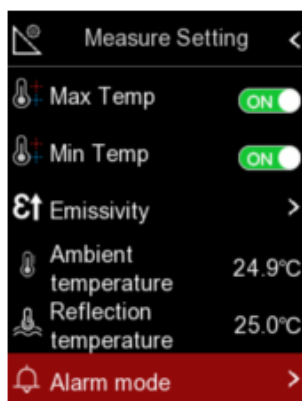 Measure Setting <
Max Temp ON
Min Temp ON
ε↑ Emissivity >
Ambient
temperature 24.9℃
Reflection
temperature 25.0℃
Alarm mode >